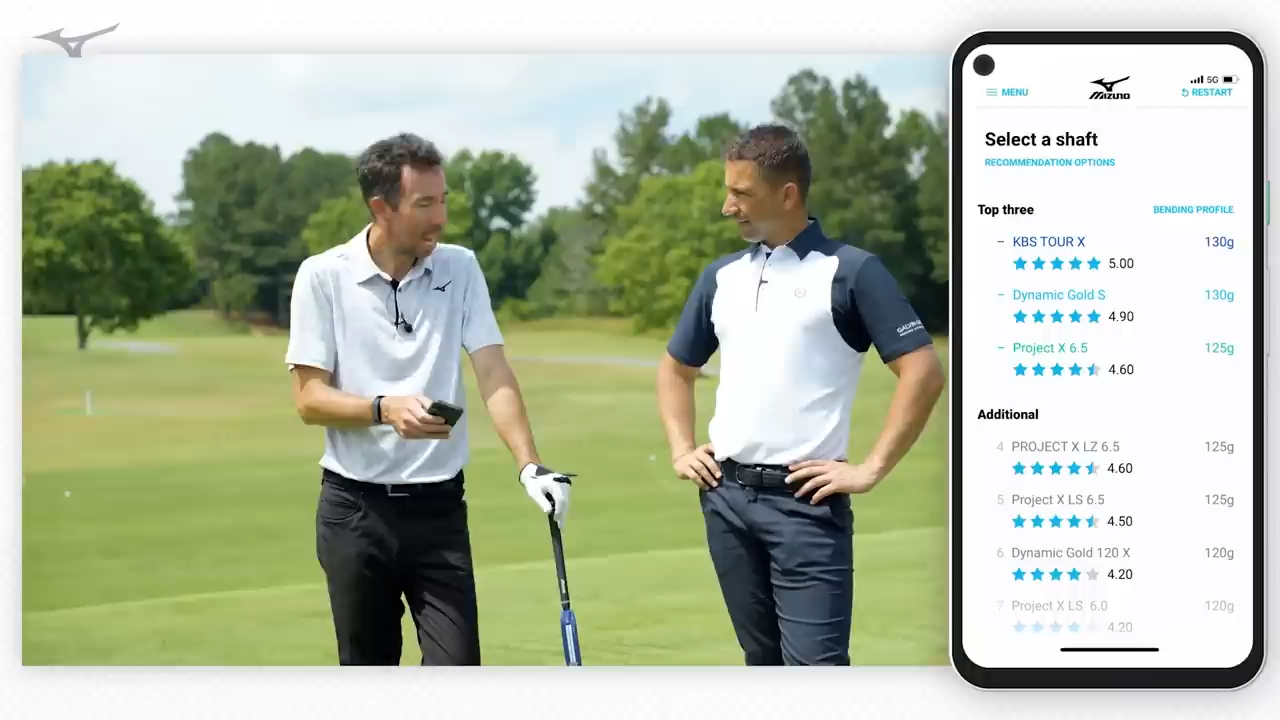 5G
MENU
MIZUNO
RESTART
Select a shaft
RECOMMENDATION OPTIONS
Top three
BENDING PROFILE
– KBS TOUR X 130g
5.00
– Dynamic Gold S 130g
4.90
– Project X 6.5 125g
4.60
Additional
4 PROJECT X LZ 6.5 125g
4.60
5 Project X LS 6.5 125g
4.50
6 Dynamic Gold 120 X 120g
4.20
7 Project X LS 6.0 120g
4.20